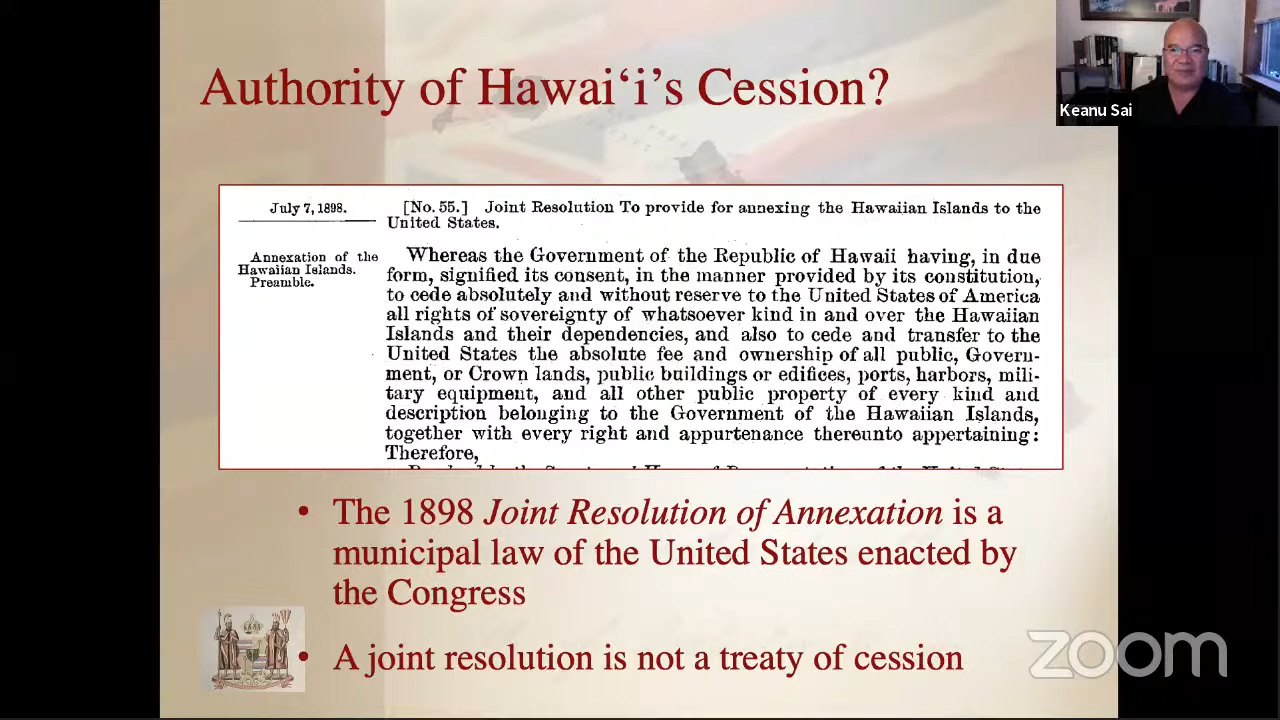 Authority of Hawai‘i’s Cession?
Keanu Sai
July 7, 1898.
[No. 55.] Joint Resolution To provide for annexing the Hawaiian Islands to the
United States.
Annexation of the
Hawaiian Islands.
Preamble.
Whereas the Government of the Republic of Hawaii having, in due
form, signified its consent, in the manner provided by its constitution,
to cede absolutely and without reserve to the United States of America
all rights of sovereignty of whatsoever kind in and over the Hawaiian
Islands and their dependencies, and also to cede and transfer to the
United States the absolute fee and ownership of all public, Govern-
ment, or Crown lands, public buildings or edifices, ports, harbors, mili-
tary equipment, and all other public property of every kind and
description belonging to the Government of the Hawaiian Islands,
together with every right and appurtenance thereunto appertaining:
Therefore,
• The 1898 Joint Resolution of Annexation is a
municipal law of the United States enacted by
the Congress
• A joint resolution is not a treaty of cession
zoom